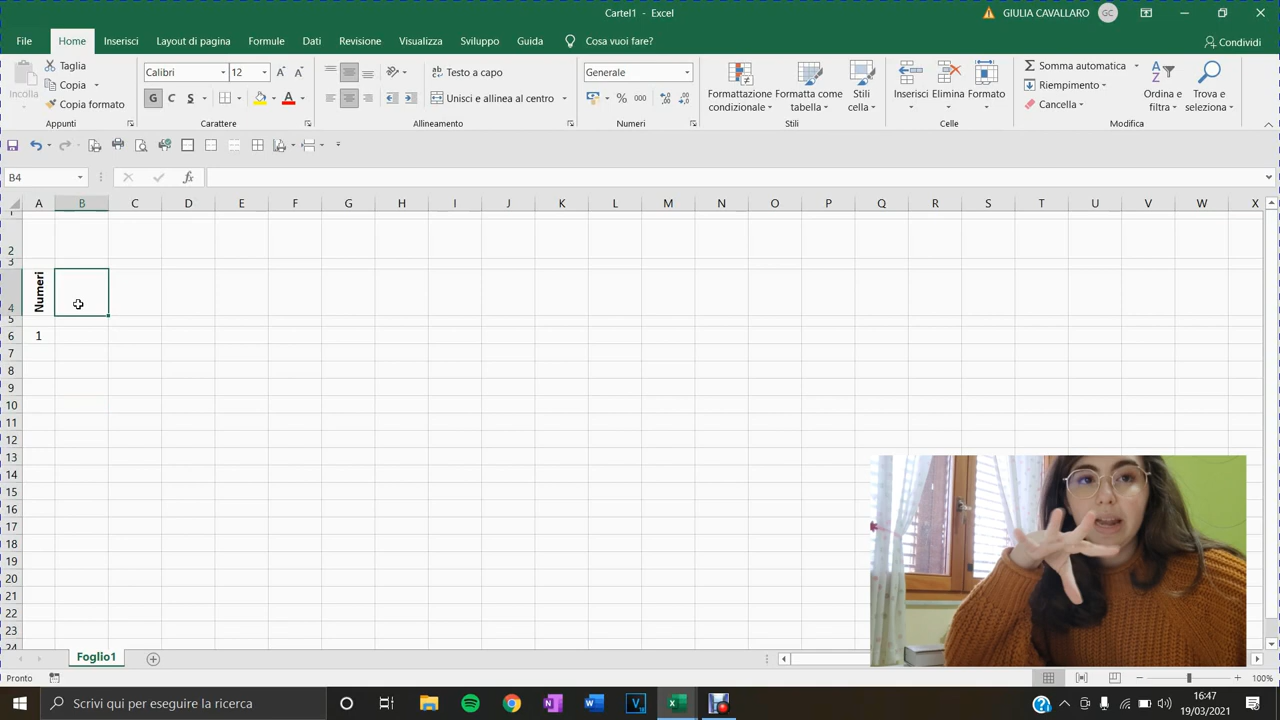 Cartel1 - Excel
GIULIA CAVALLARO GC
File Home Inserisci Layout di pagina Formule Dati Revisione Visualizza Sviluppo Guida Cosa vuoi fare? Condividi
Incolla
Taglia
Copia
Copia formato
Appunti
Calibri 12
G C S
A
Carattere
Testo a capo
Unisci e allinea al centro
Allineamento
Generale
% 000
Numeri
Formattazione condizionale
Formatta come tabella
Stili cella
Stili
Inserisci Elimina Formato
Celle
Somma automatica
Riempimento
Cancella
Ordina e filtra
Trova e seleziona
Modifica
B4
fx
A B C D E F G H I J K L M N O P Q R S T U V W X
1
2
3
4 Numeri
5
6 1
7
8
9
10
11
12
13
14
15
16
17
18
19
20
21
22
23
24
Foglio1
Pronto
100%
Scrivi qui per eseguire la ricerca
16:47
19/03/2021